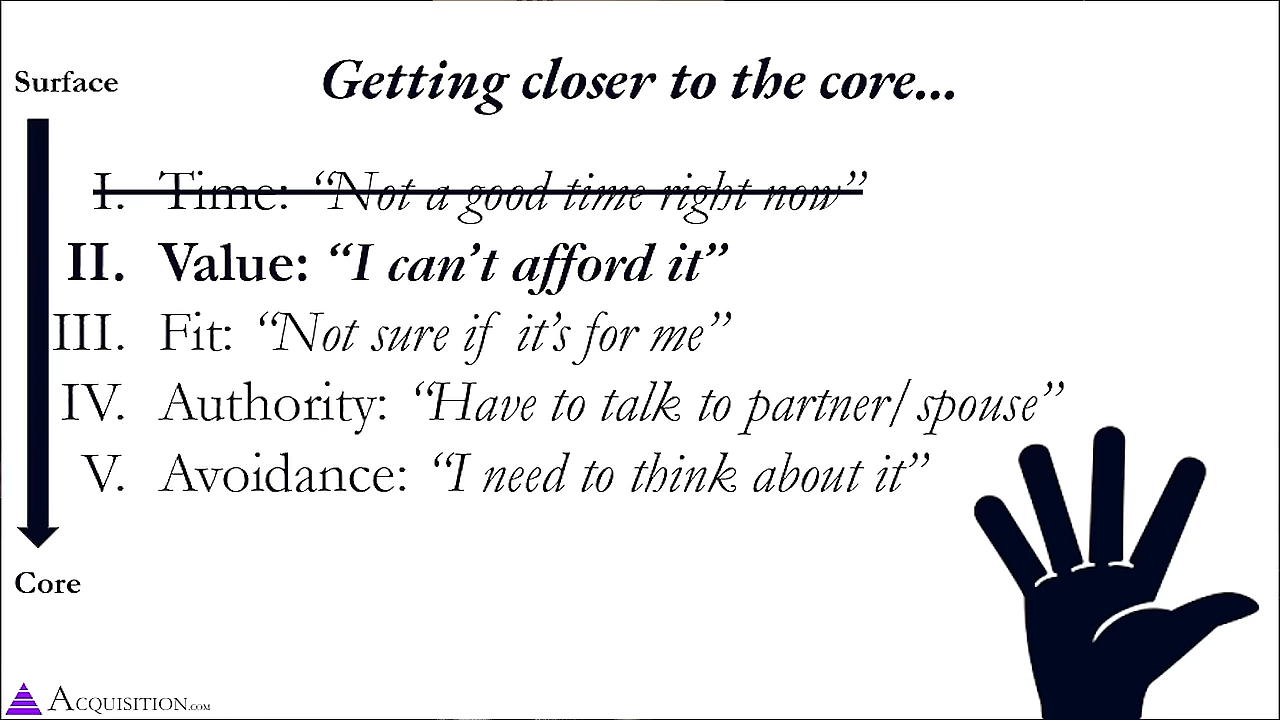 Surface
Getting closer to the core...
I. Time: “Not a good time right now”
II. Value: “I can’t afford it”
III. Fit: “Not sure if it’s for me”
IV. Authority: “Have to talk to partner/spouse”
V. Avoidance: “I need to think about it”
Core
ACQUISITION.COM